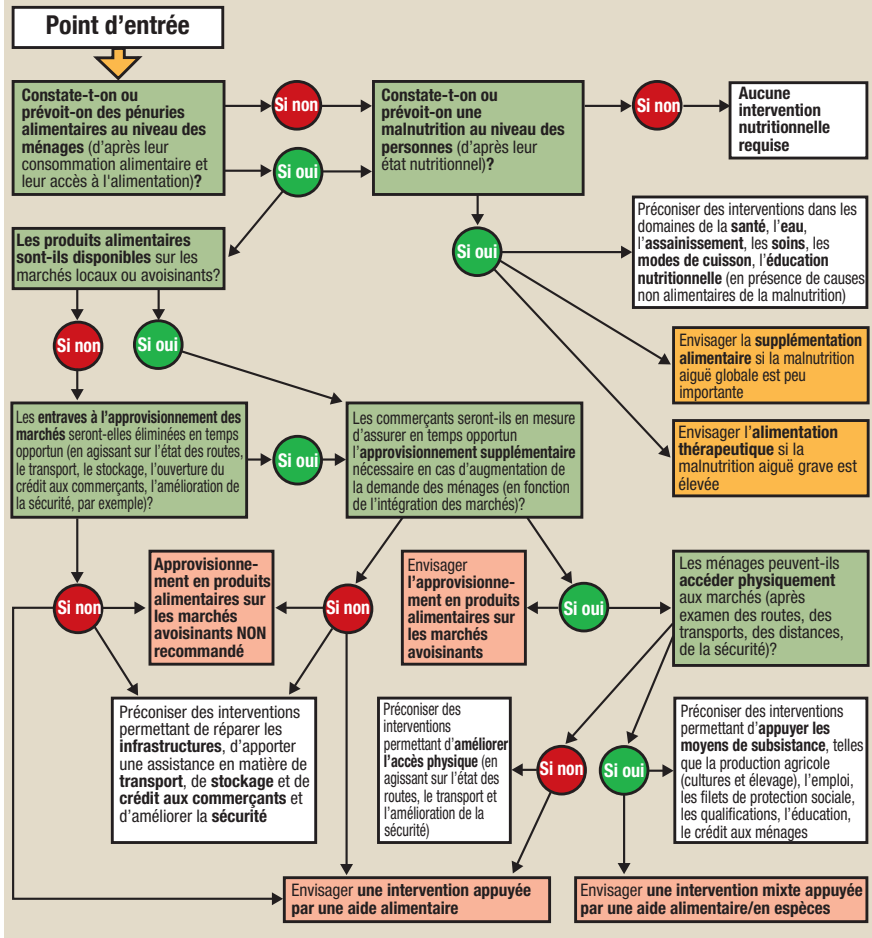 Point d'entrée
Constate-t-on ou
prévoit-on des pénuries
alimentaires au niveau des
ménages (d'après leur
consommation alimentaire et
leur accès à l'alimentation)?
Si non
Si oui
Constate-t-on ou
prévoit-on une
malnutrition au niveau des
personnes (d'après leur
état nutritionnel)?
Si non
Aucune
intervention
nutritionnelle
requise
Si oui
Préconiser des interventions dans les
domaines de la santé, l'eau,
l'assainissement, les soins, les
modes de cuisson, l'éducation
nutritionnelle (en présence de causes
non alimentaires de la malnutrition)
Envisager la supplémentation
alimentaire si la malnutrition
aiguë globale est peu
importante
Envisager l'alimentation
thérapeutique si la
malnutrition aiguë grave est
élevée
Les produits alimentaires
sont-ils disponibles sur les
marchés locaux ou avoisinants?
Si non
Si oui
Les entraves à l'approvisionnement des
marchés seront-elles éliminées en temps
opportun (en agissant sur l'état des routes,
le transport, le stockage, l'ouverture du
crédit aux commerçants, l'amélioration de
la sécurité, par exemple)?
Si oui
Les commerçants seront-ils en mesure
d'assurer en temps opportun
l'approvisionnement supplémentaire
nécessaire en cas d'augmentation de
la demande des ménages (en fonction
de l'intégration des marchés)?
Si non
Approvisionne-
ment en produits
alimentaires sur
les marchés
avoisinants NON
recommandé
Si non
Envisager
l'approvisionne-
ment en produits
alimentaires sur
les marchés
avoisinants
Si oui
Les ménages peuvent-ils
accéder physiquement
aux marchés (après
examen des routes, des
transports, des distances,
de la sécurité)?
Préconiser des interventions
permettant de réparer les
infrastructures, d'apporter
une assistance en matière de
transport, de stockage et de
crédit aux commerçants et
d'améliorer la sécurité
Préconiser des
interventions
permettant d'améliorer
l'accès physique (en
agissant sur l'état des
routes, le transport et
l'amélioration de la
sécurité)
Si non
Si oui
Préconiser des interventions
permettant d'appuyer les
moyens de subsistance, telles
que la production agricole
(cultures et élevage), l'emploi,
les filets de protection sociale,
les qualifications, l'éducation,
le crédit aux ménages
Envisager une intervention appuyée
par une aide alimentaire
Envisager une intervention mixte appuyée
par une aide alimentaire/en espèces